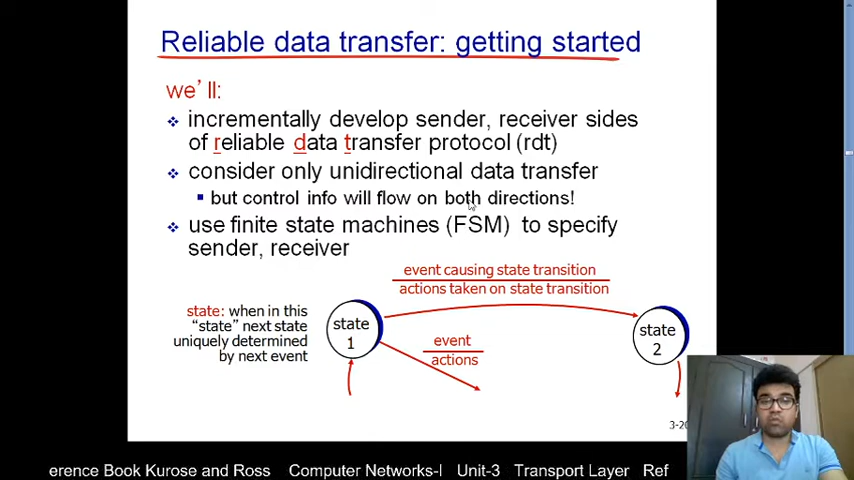 Reliable data transfer: getting started
we'll:
incrementally develop sender, receiver sides
of reliable data transfer protocol (rdt)
consider only unidirectional data transfer
but control info will flow on both directions!
use finite state machines (FSM) to specify
sender, receiver
event causing state transition
actions taken on state transition
state: when in this
"state" next state
uniquely determined
by next event
state
1
event
actions
state
2
3-20
erence Book Kurose and Ross Computer Networks-I Unit-3 Transport Layer Ref